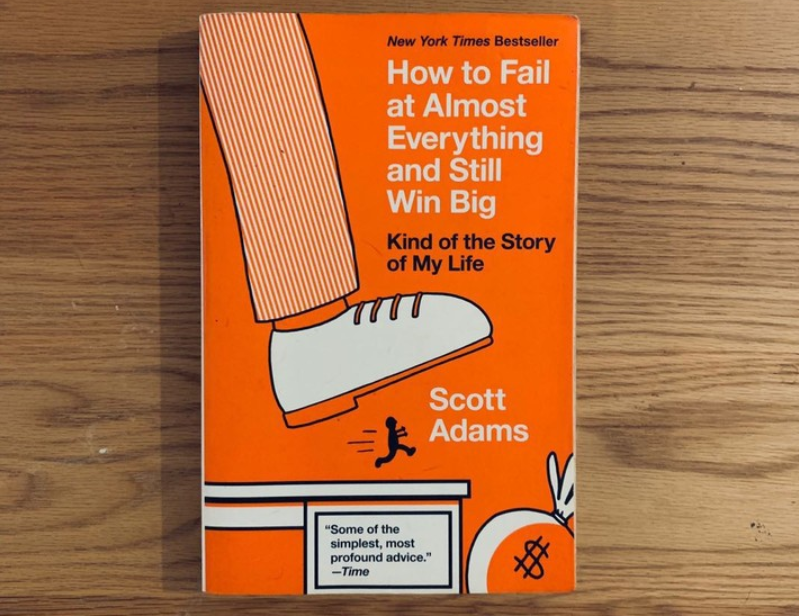 New York Times Bestseller
How to Fail
at Almost
Everything
and Still
Win Big
Kind of the Story
of My Life
Scott
Adams
“Some of the
simplest, most
profound advice.”
—Time
$